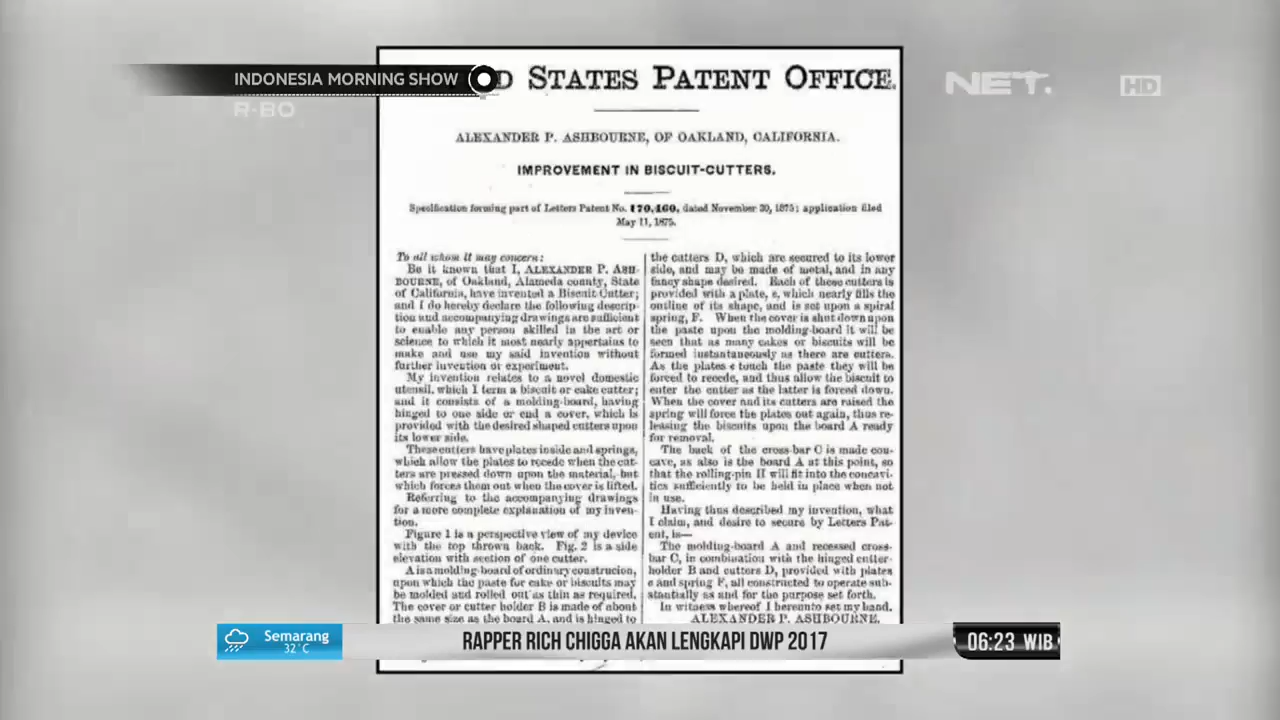 INDONESIA MORNING SHOW
R-BO
NET.
HD
D STATES PATENT OFFICE.
ALEXANDER P. ASHBOURNE, OF OAKLAND, CALIFORNIA.
IMPROVEMENT IN BISCUIT-CUTTERS.
Specification forming part of Letters Patent No. 170,460, dated November 30, 1875; application filed
May 11, 1875.
To all whom it may concern:
Be it known that I, ALEXANDER P. ASH-
BOURNE, of Oakland, Alameda county, State
of California, have invented a Biscuit Cutter;
and I do hereby declare the following descrip-
tion and accompanying drawings are sufficient
to enable any person skilled in the art or
science to which it most nearly appertains to
make and use my said invention without
further invention or experiment.
My invention relates to a novel domestic
utensil, which I term a biscuit or cake cutter;
and it consists of a molding-board, having
hinged to one side or end a cover, which is
provided with the desired shaped cutters upon
its lower side.
These cutters have plates inside and springs,
which allow the plates to recede when the cut-
ters are pressed down upon the material, but
which forces them out when the cover is lifted.
Referring to the accompanying drawings
for a more complete explanation of my inven-
tion.
Figure 1 is a perspective view of my device
with the top thrown back. Fig. 2 is a side
elevation with section of one cutter.
A is a molding-board of ordinary construcion,
upon which the paste for cake or biscuits may
be molded and rolled out as thin as required.
The cover or cutter holder B is made of about
the same size as the board A, and is hinged to
the cutters D, which are secured to its lower
side, and may be made of metal, and in any
fancy shape desired. Each of these cutters is
provided with a plate, e, which nearly fills the
outline of its shape, and is set upon a spiral
spring, F. When the cover is shut down upon
the paste upon the molding-board it will be
seen that as many cakes or biscuits will be
formed instantaneously as there are cutters.
As the plates e touch the paste they will be
forced to recede, and thus allow the biscuit to
enter the cutter as the latter is forced down.
When the cover and its cutters are raised the
spring will force the plates out again, thus re-
leasing the biscuits upon the board A ready
for removal.
The back of the cross-bar C is made con-
cave, as also is the board A at this point, so
that the rolling-pin H will fit into the concavi-
ties sufficiently to be held in place when not
in use.
Having thus described my invention, what
I claim, and desire to secure by Letters Pat-
ent, is—
The molding-board A and recessed cross-
bar C, in combination with the hinged cutter-
holder B and cutters D, provided with plates
e and spring F, all constructed to operate sub-
stantially as and for the purpose set forth.
In witness whereof I hereunto set my hand.
ALEXANDER P. ASHBOURNE.
Semarang
32°C
RAPPER RICH CHIGGA AKAN LENGKAPI DWP 2017
06:23 WIB